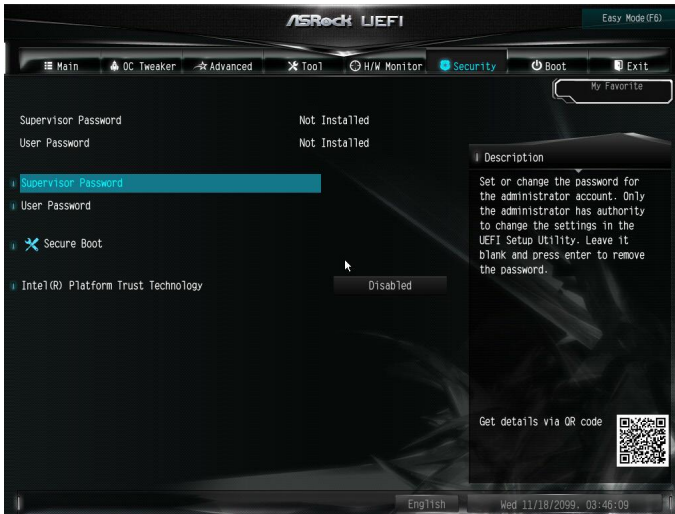 ASRock UEFI
Easy Mode(F6)
Main
OC Tweaker
Advanced
Tool
H/W Monitor
Security
Boot
Exit
My Favorite
Supervisor Password Not Installed
User Password Not Installed
Supervisor Password
User Password
Secure Boot
Intel(R) Platform Trust Technology Disabled
Description
Set or change the password for
the administrator account. Only
the administrator has authority
to change the settings in the
UEFI Setup Utility. Leave it
blank and press enter to remove
the password.
Get details via QR code
English
Wed 11/18/2099. 03:46:09